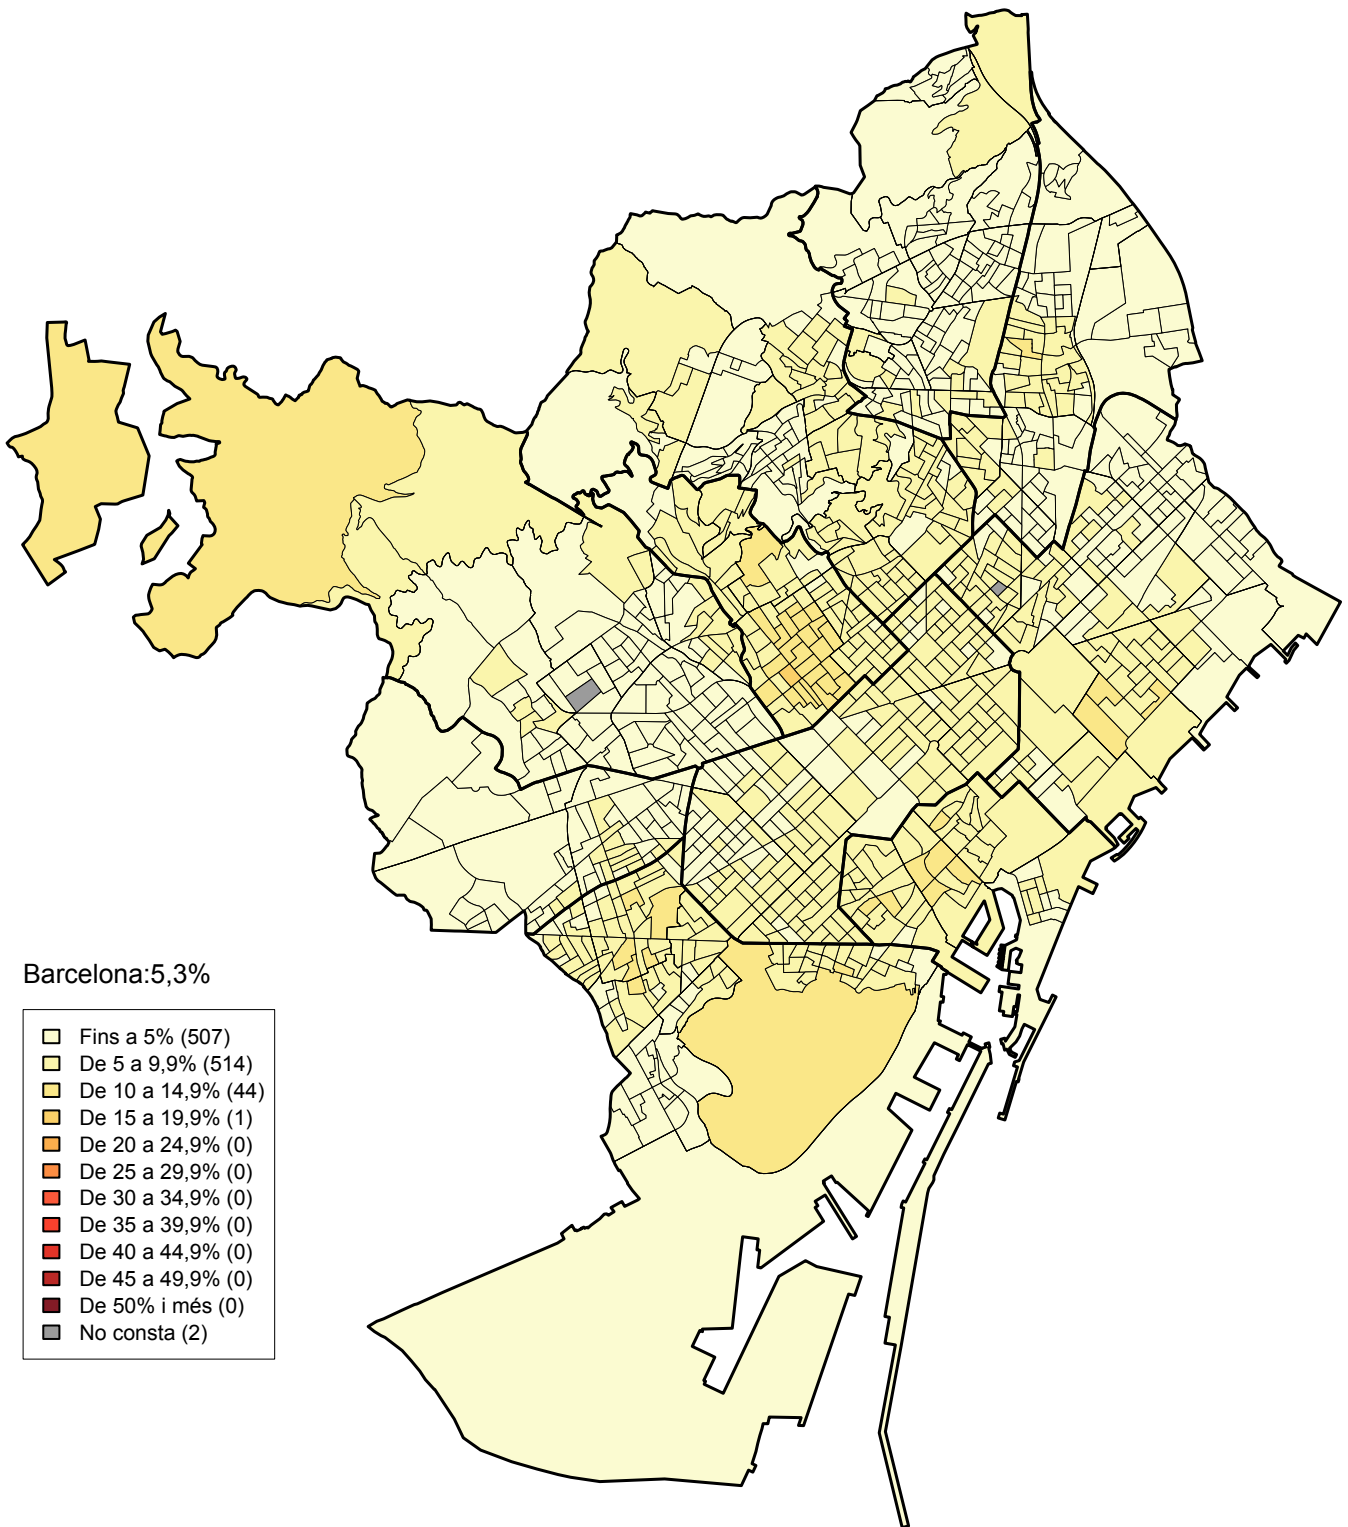 Barcelona:5,3%
Fins a 5% (507)
De 5 a 9,9% (514)
De 10 a 14,9% (44)
De 15 a 19,9% (1)
De 20 a 24,9% (0)
De 25 a 29,9% (0)
De 30 a 34,9% (0)
De 35 a 39,9% (0)
De 40 a 44,9% (0)
De 45 a 49,9% (0)
De 50% i més (0)
No consta (2)